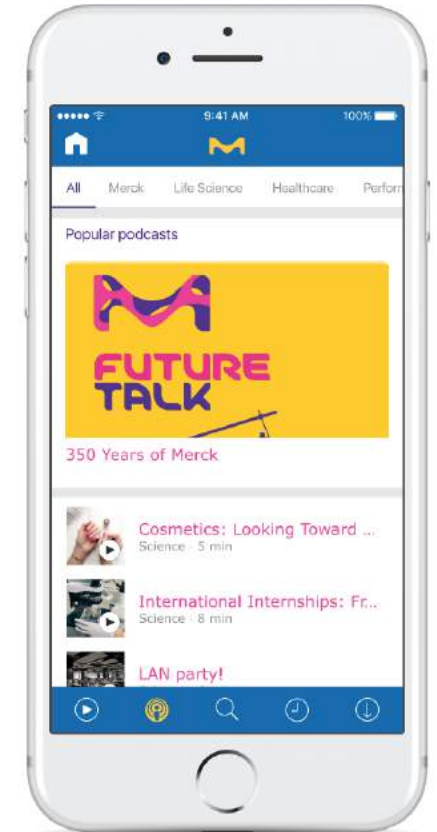 9:41 AM
100%
All Merck Life Science Healthcare Perform
Popular podcasts
FUTURE
TALK
350 Years of Merck
Cosmetics: Looking Toward ...
Science - 5 min
International Internships: Fr...
Science - 8 min
LAN party!